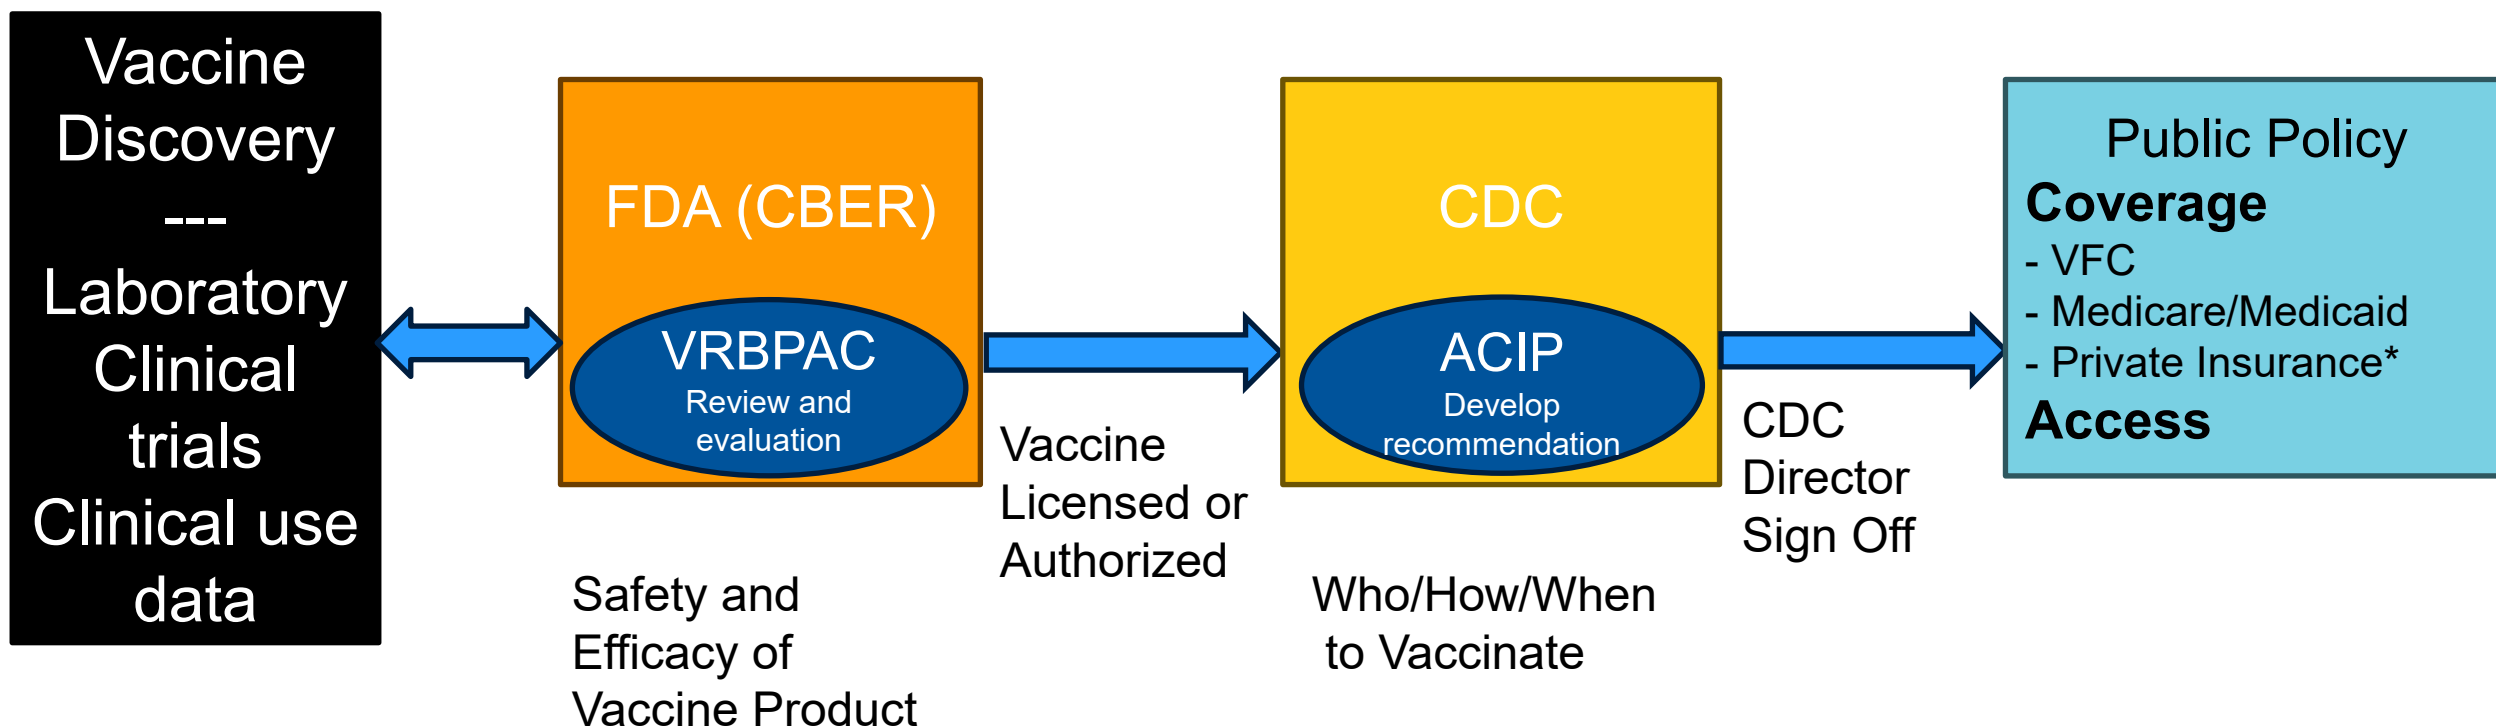 Vaccine
Discovery
---
Laboratory
Clinical
trials
Clinical use
data
FDA (CBER)
VRBPAC
Review and
evaluation
Safety and
Efficacy of
Vaccine Product
Vaccine
Licensed or
Authorized
CDC
ACIP
Develop
recommendation
Who/How/When
to Vaccinate
CDC
Director
Sign Off
Public Policy
Coverage
- VFC
- Medicare/Medicaid
- Private Insurance*
Access